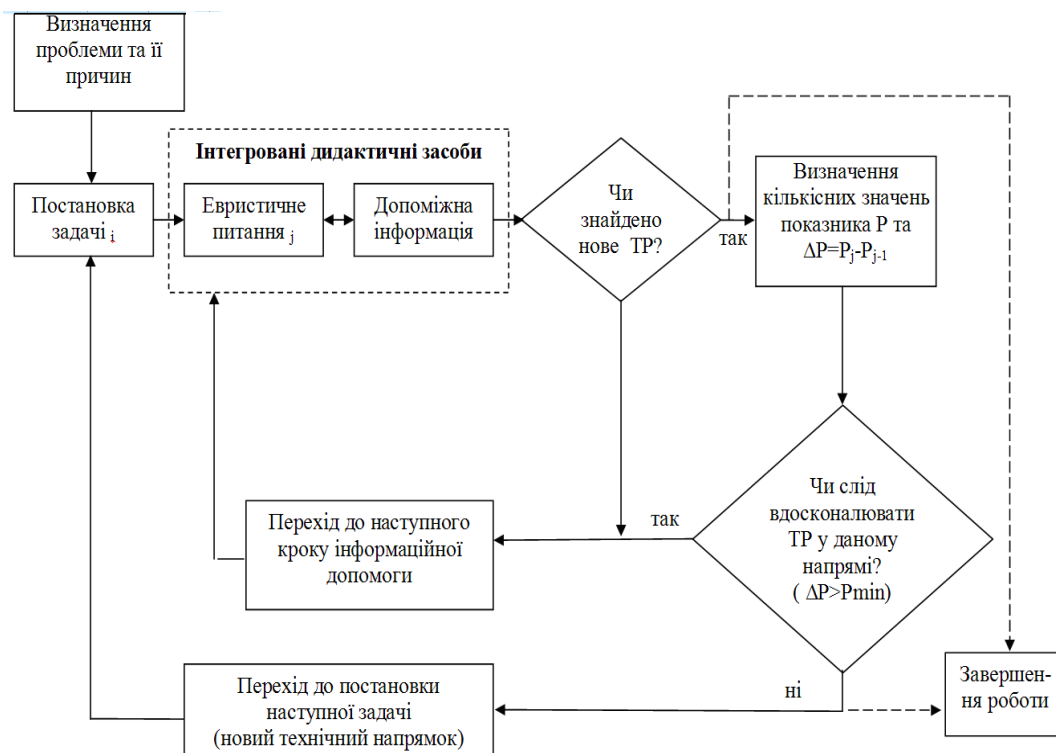 Визначення
проблеми та її
причин
Інтегровані дидактичні засоби
Постановка
задачі i
Евристичне
питання j
Допоміжна
інформація
Чи
знайдено
нове ТР?
так
Визначення
кількісних значень
показника Р та
ΔР=Pj-Pj-1
Чи слід
вдосконалювати
ТР у даному
напрямі?
( ΔР>Pmin)
так
Перехід до наступного
кроку інформаційної
допомоги
ні
Перехід до постановки
наступної задачі
(новий технічний напрямок)
Завершен-
ня роботи